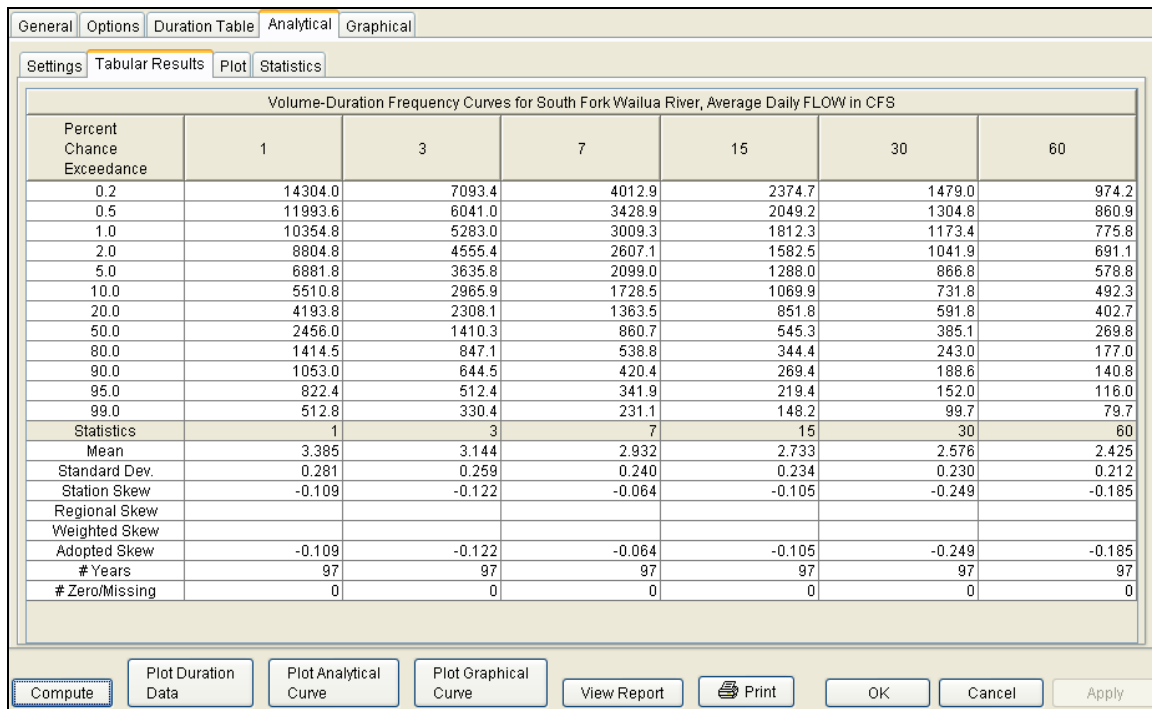 General Options Duration Table Analytical Graphical
Settings Tabular Results Plot Statistics
Volume-Duration Frequency Curves for South Fork Wailua River, Average Daily FLOW in CFS
Percent
Chance
Exceedance
1 3 7 15 30 60
0.2 14304.0 7093.4 4012.9 2374.7 1479.0 974.2
0.5 11993.6 6041.0 3428.9 2049.2 1304.8 860.9
1.0 10354.8 5283.0 3009.3 1812.3 1173.4 775.8
2.0 8804.8 4555.4 2607.1 1582.5 1041.9 691.1
5.0 6881.8 3635.8 2099.0 1288.0 866.8 578.8
10.0 5510.8 2965.9 1728.5 1069.9 731.8 492.3
20.0 4193.8 2308.1 1363.5 851.8 591.8 402.7
50.0 2456.0 1410.3 860.7 545.3 385.1 269.8
80.0 1414.5 847.1 538.8 344.4 243.0 177.0
90.0 1053.0 644.5 420.4 269.4 188.6 140.8
95.0 822.4 512.4 341.9 219.4 152.0 116.0
99.0 512.8 330.4 231.1 148.2 99.7 79.7
Statistics 1 3 7 15 30 60
Mean 3.385 3.144 2.932 2.733 2.576 2.425
Standard Dev. 0.281 0.259 0.240 0.234 0.230 0.212
Station Skew -0.109 -0.122 -0.064 -0.105 -0.249 -0.185
Regional Skew
Weighted Skew
Adopted Skew -0.109 -0.122 -0.064 -0.105 -0.249 -0.185
# Years 97 97 97 97 97 97
# Zero/Missing 0 0 0 0 0 0
Compute
Plot Duration
Data
Plot Analytical
Curve
Plot Graphical
Curve
View Report
Print
OK
Cancel
Apply